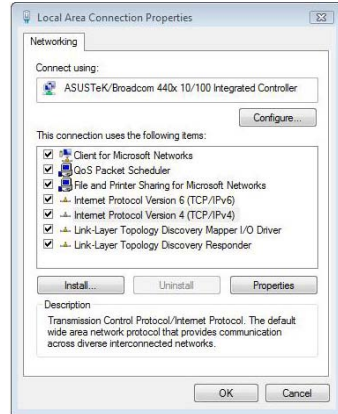 Local Area Connection Properties
Networking
Connect using:
ASUSTeK/Broadcom 440x 10/100 Integrated Controller
Configure...
This connection uses the following items:
Client for Microsoft Networks
QoS Packet Scheduler
File and Printer Sharing for Microsoft Networks
Internet Protocol Version 6 (TCP/IPv6)
Internet Protocol Version 4 (TCP/IPv4)
Link-Layer Topology Discovery Mapper I/O Driver
Link-Layer Topology Discovery Responder
Install... Uninstall Properties
Description
Transmission Control Protocol/Internet Protocol. The default
wide area network protocol that provides communication
across diverse interconnected networks.
OK Cancel